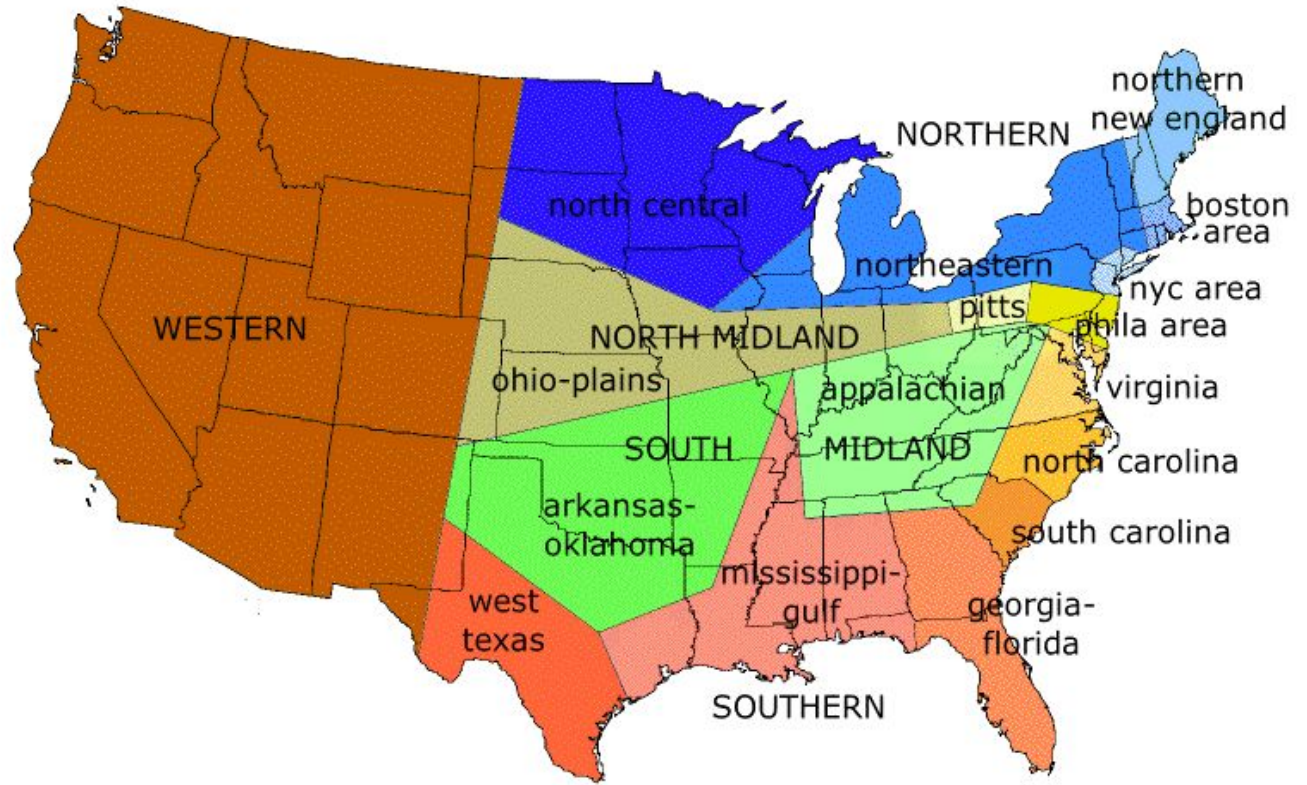 northern
new england
NORTHERN
north central
boston
area
northeastern
nyc area
pitts
WESTERN
NORTH MIDLAND
phila area
ohio-plains
appalachian
virginia
SOUTH
MIDLAND
north carolina
arkansas-
oklahoma
south carolina
mississippi-
gulf
west
texas
georgia-
florida
SOUTHERN